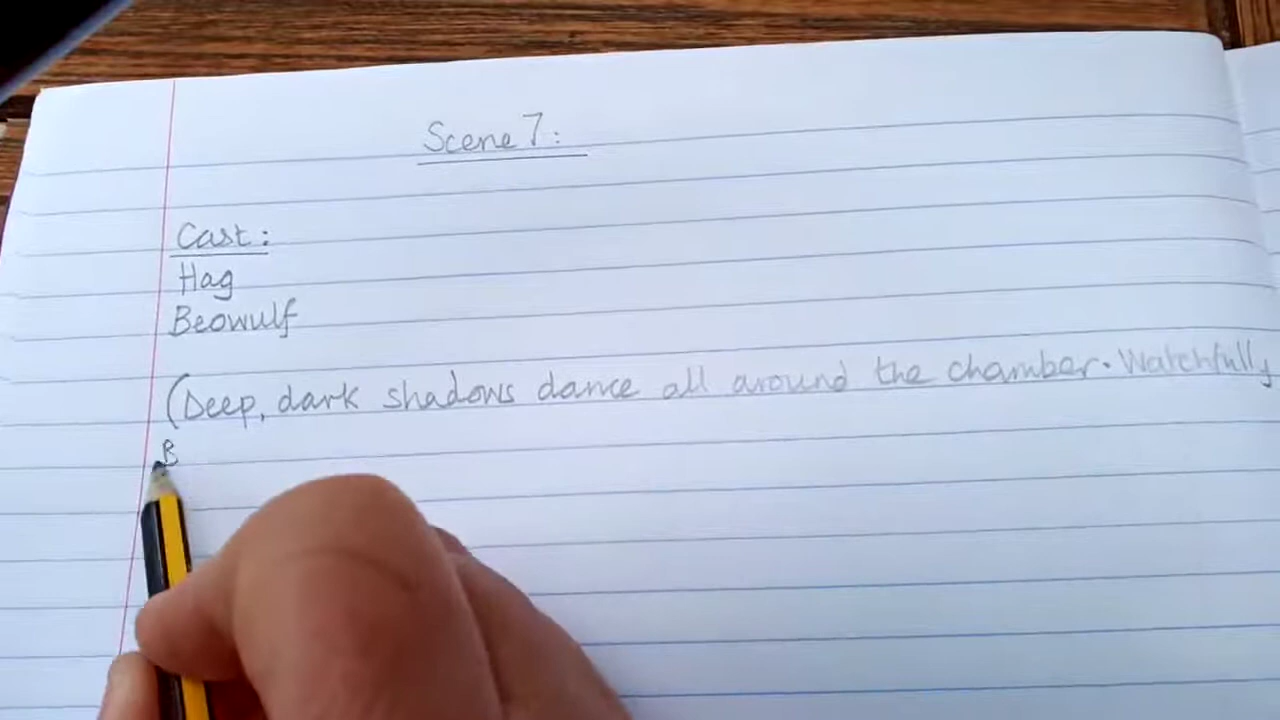 Scene 7:
Cast:
Hag
Beowulf
(Deep, dark shadows dance all around the chamber. Watchfully
B